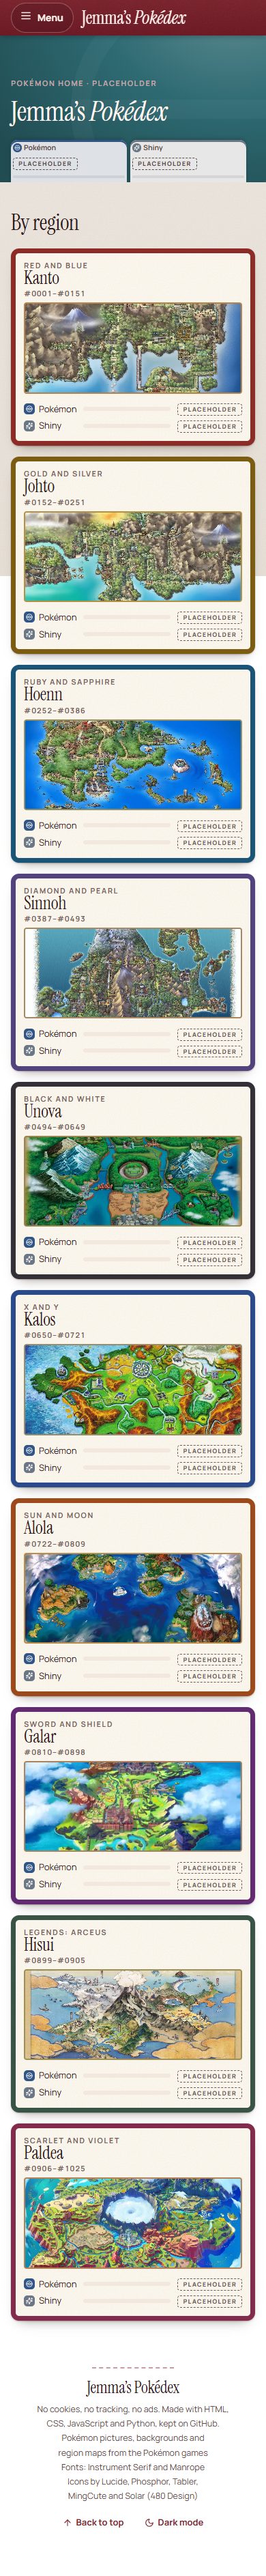 Menu
Jemma's Pokédex
POKÉMON HOME · PLACEHOLDER
Jemma's Pokédex
Pokémon
PLACEHOLDER
Shiny
PLACEHOLDER
By region
RED AND BLUE
Kanto
#0001–#0151
Pokémon PLACEHOLDER
Shiny PLACEHOLDER
GOLD AND SILVER
Johto
#0152–#0251
Pokémon PLACEHOLDER
Shiny PLACEHOLDER
RUBY AND SAPPHIRE
Hoenn
#0252–#0386
Pokémon PLACEHOLDER
Shiny PLACEHOLDER
DIAMOND AND PEARL
Sinnoh
#0387–#0493
Pokémon PLACEHOLDER
Shiny PLACEHOLDER
BLACK AND WHITE
Unova
#0494–#0649
Pokémon PLACEHOLDER
Shiny PLACEHOLDER
X AND Y
Kalos
#0650–#0721
Pokémon PLACEHOLDER
Shiny PLACEHOLDER
SUN AND MOON
Alola
#0722–#0809
Pokémon PLACEHOLDER
Shiny PLACEHOLDER
SWORD AND SHIELD
Galar
#0810–#0898
Pokémon PLACEHOLDER
Shiny PLACEHOLDER
LEGENDS: ARCEUS
Hisui
#0899–#0905
Pokémon PLACEHOLDER
Shiny PLACEHOLDER
SCARLET AND VIOLET
Paldea
#0906–#1025
Pokémon PLACEHOLDER
Shiny PLACEHOLDER
Jemma's Pokédex
No cookies, no tracking, no ads. Made with HTML,
CSS, JavaScript and Python, kept on GitHub.
Pokémon pictures, backgrounds and
region maps from the Pokémon games
Fonts: Instrument Serif and Manrope
Icons by Lucide, Phosphor, Tabler,
MingCute and Solar (480 Design)
Back to top
Dark mode